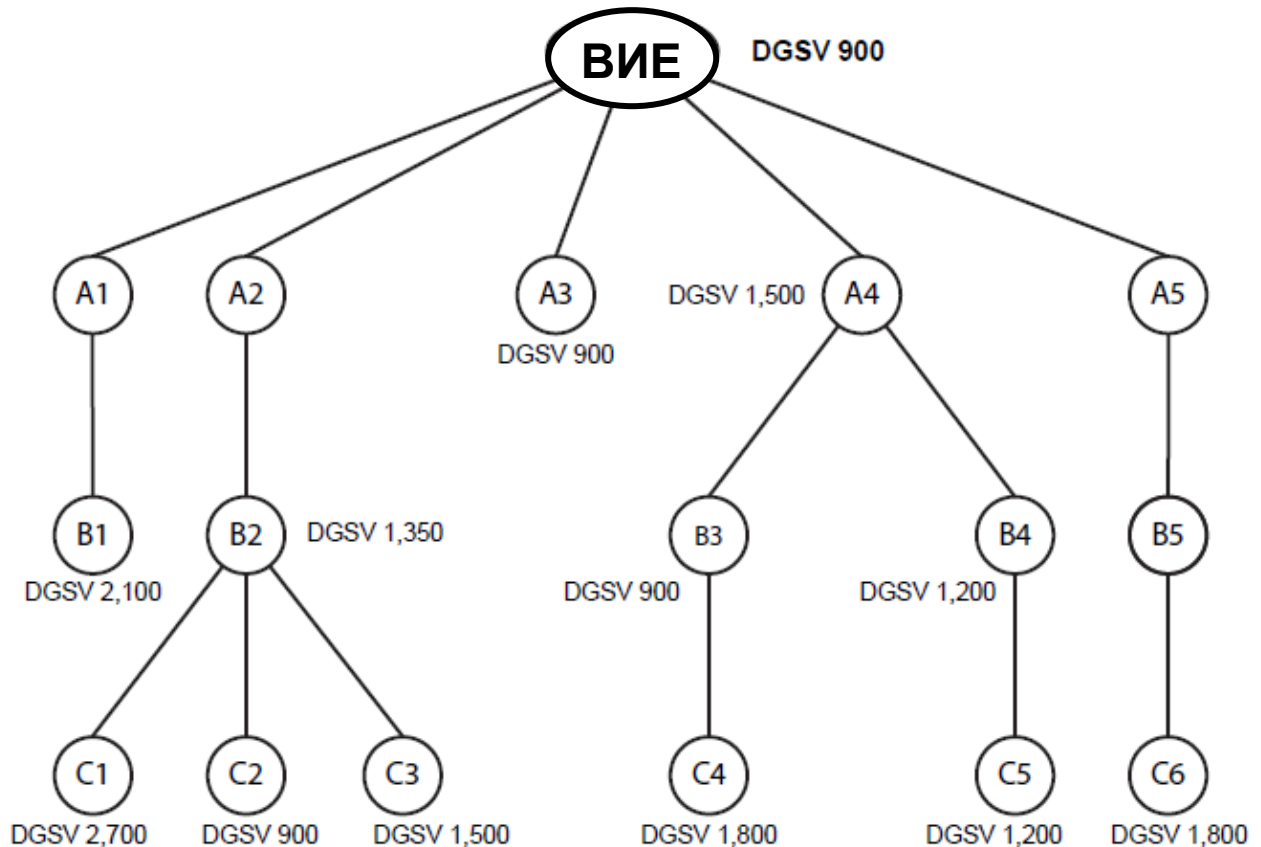 ВИЕ
DGSV 900
A1
A2
A3
DGSV 1,500
A4
A5
DGSV 900
B1
B2
DGSV 1,350
B3
B4
B5
DGSV 2,100
DGSV 900
DGSV 1,200
C1
C2
C3
C4
C5
C6
DGSV 2,700
DGSV 900
DGSV 1,500
DGSV 1,800
DGSV 1,200
DGSV 1,800